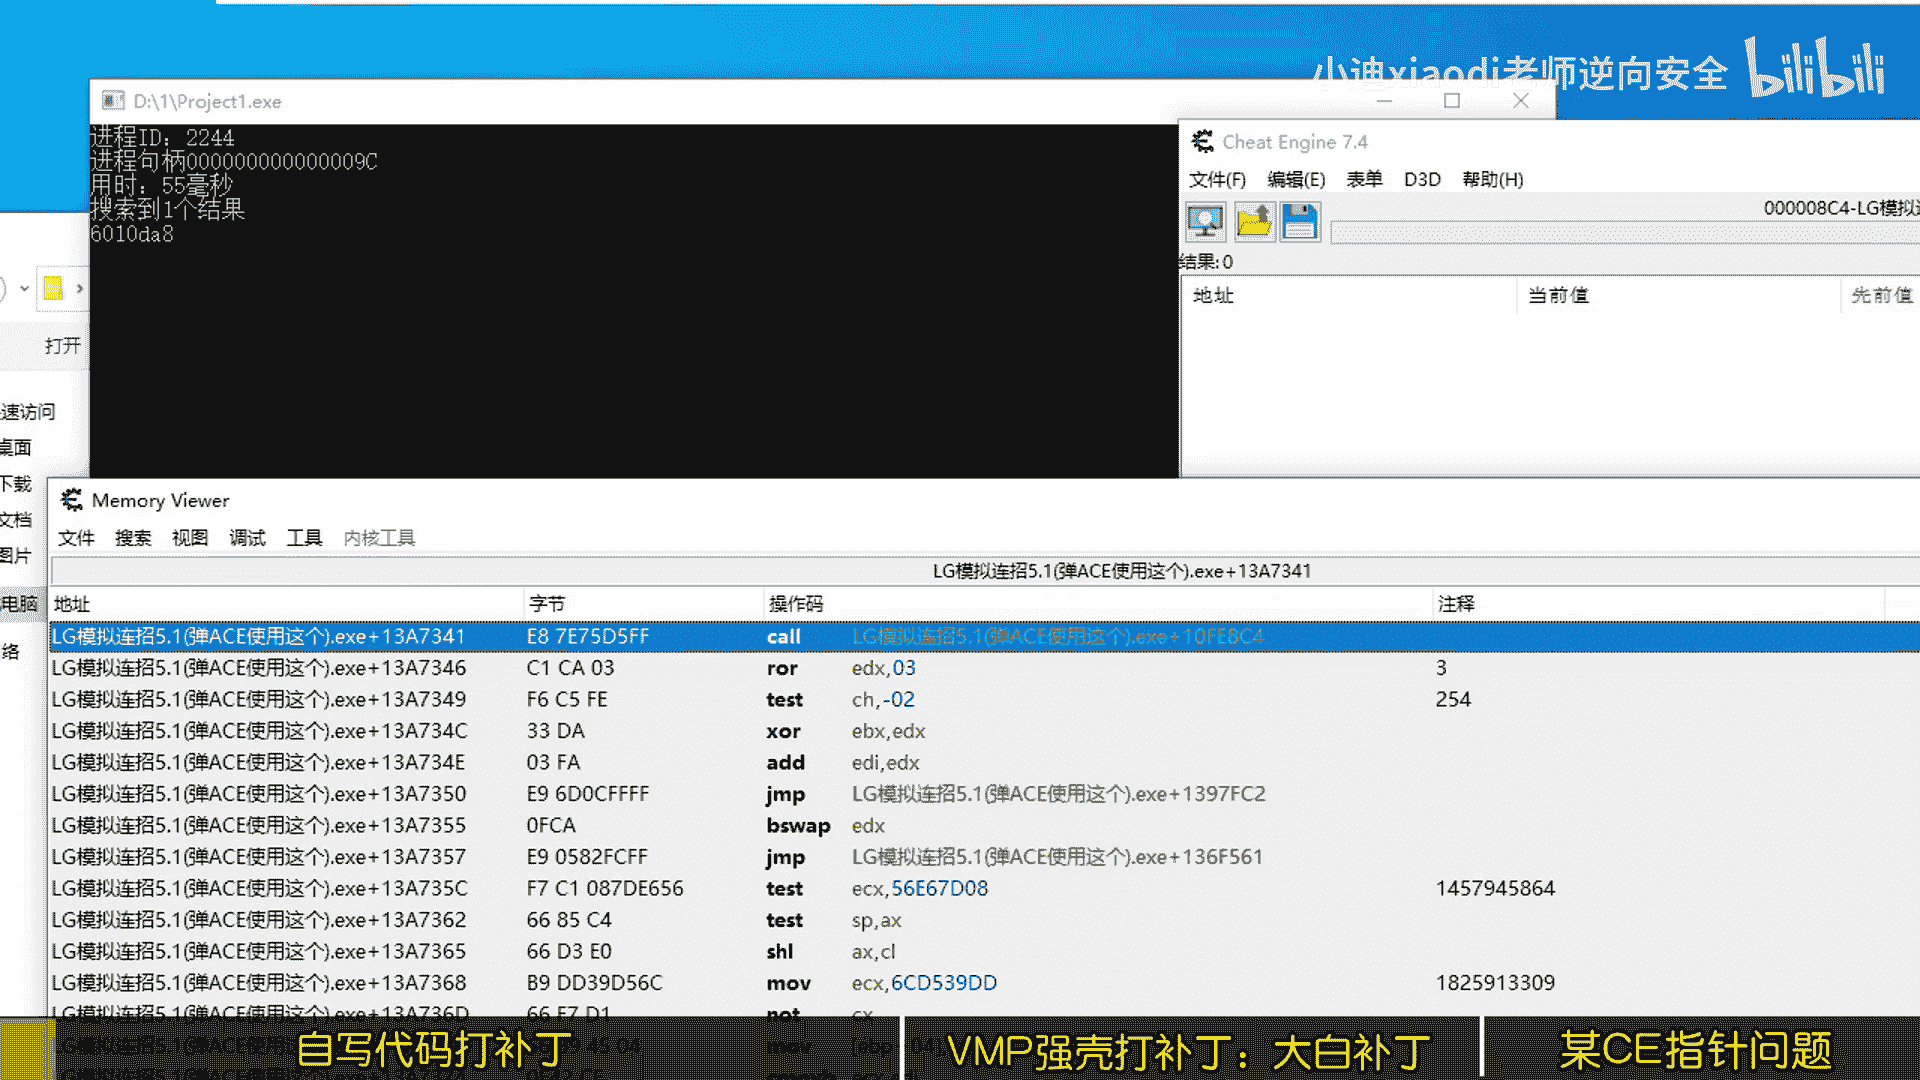 小迪xiaodi老师逆向安全 bilibili
D:\1\Project1.exe
进程ID: 2244
进程句柄000000000000009C
用时: 55毫秒
搜索到1个结果
6010da8
Cheat Engine 7.4
文件(F) 编辑(E) 表单 D3D 帮助(H)
000008C4-LG模拟
结果: 0
地址 当前值 先前值
打开
速访问
桌面
下载
文档
图片
电脑
络
Memory Viewer
文件 搜索 视图 调试 工具 内核工具
LG模拟连招5.1(弹ACE使用这个).exe+13A7341
地址 字节 操作码 注释
LG模拟连招5.1(弹ACE使用这个).exe+13A7341 E8 7E75D5FF call LG模拟连招5.1(弹ACE使用这个).exe+10FE8C4
LG模拟连招5.1(弹ACE使用这个).exe+13A7346 C1 CA 03 ror edx,03 3
LG模拟连招5.1(弹ACE使用这个).exe+13A7349 F6 C5 FE test ch,-02 254
LG模拟连招5.1(弹ACE使用这个).exe+13A734C 33 DA xor ebx,edx
LG模拟连招5.1(弹ACE使用这个).exe+13A734E 03 FA add edi,edx
LG模拟连招5.1(弹ACE使用这个).exe+13A7350 E9 6D0CFFFF jmp LG模拟连招5.1(弹ACE使用这个).exe+1397FC2
LG模拟连招5.1(弹ACE使用这个).exe+13A7355 0FCA bswap edx
LG模拟连招5.1(弹ACE使用这个).exe+13A7357 E9 0582FCFF jmp LG模拟连招5.1(弹ACE使用这个).exe+136F561
LG模拟连招5.1(弹ACE使用这个).exe+13A735C F7 C1 087DE656 test ecx,56E67D08 1457945864
LG模拟连招5.1(弹ACE使用这个).exe+13A7362 66 85 C4 test sp,ax
LG模拟连招5.1(弹ACE使用这个).exe+13A7365 66 D3 E0 shl ax,cl
LG模拟连招5.1(弹ACE使用这个).exe+13A7368 B9 DD39D56C mov ecx,6CD539DD 1825913309
LG模拟连招5.1(弹ACE使用这个).exe+13A736D 66 F7 D1 not cx
自写代码打补丁 VMP强壳打补丁：大白补丁 某CE指针问题